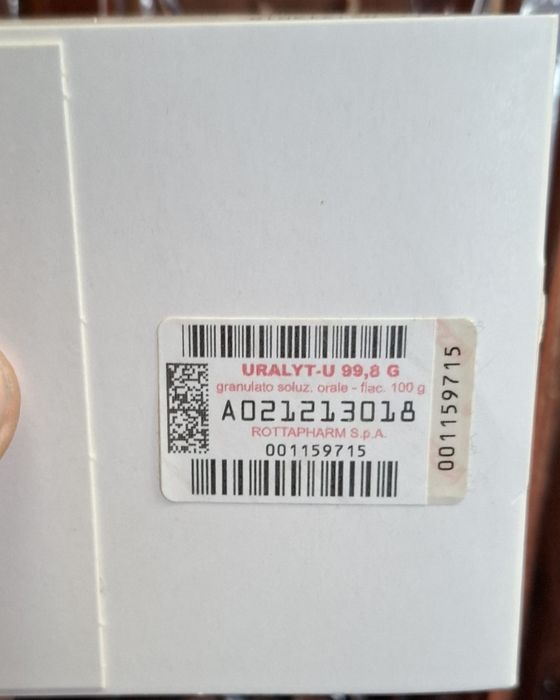 URALYT-U 99,8 G
granulato soluz. orale - flac. 100 g
A021213018
ROTTAPHARM S.p.A.
001159715
001159715